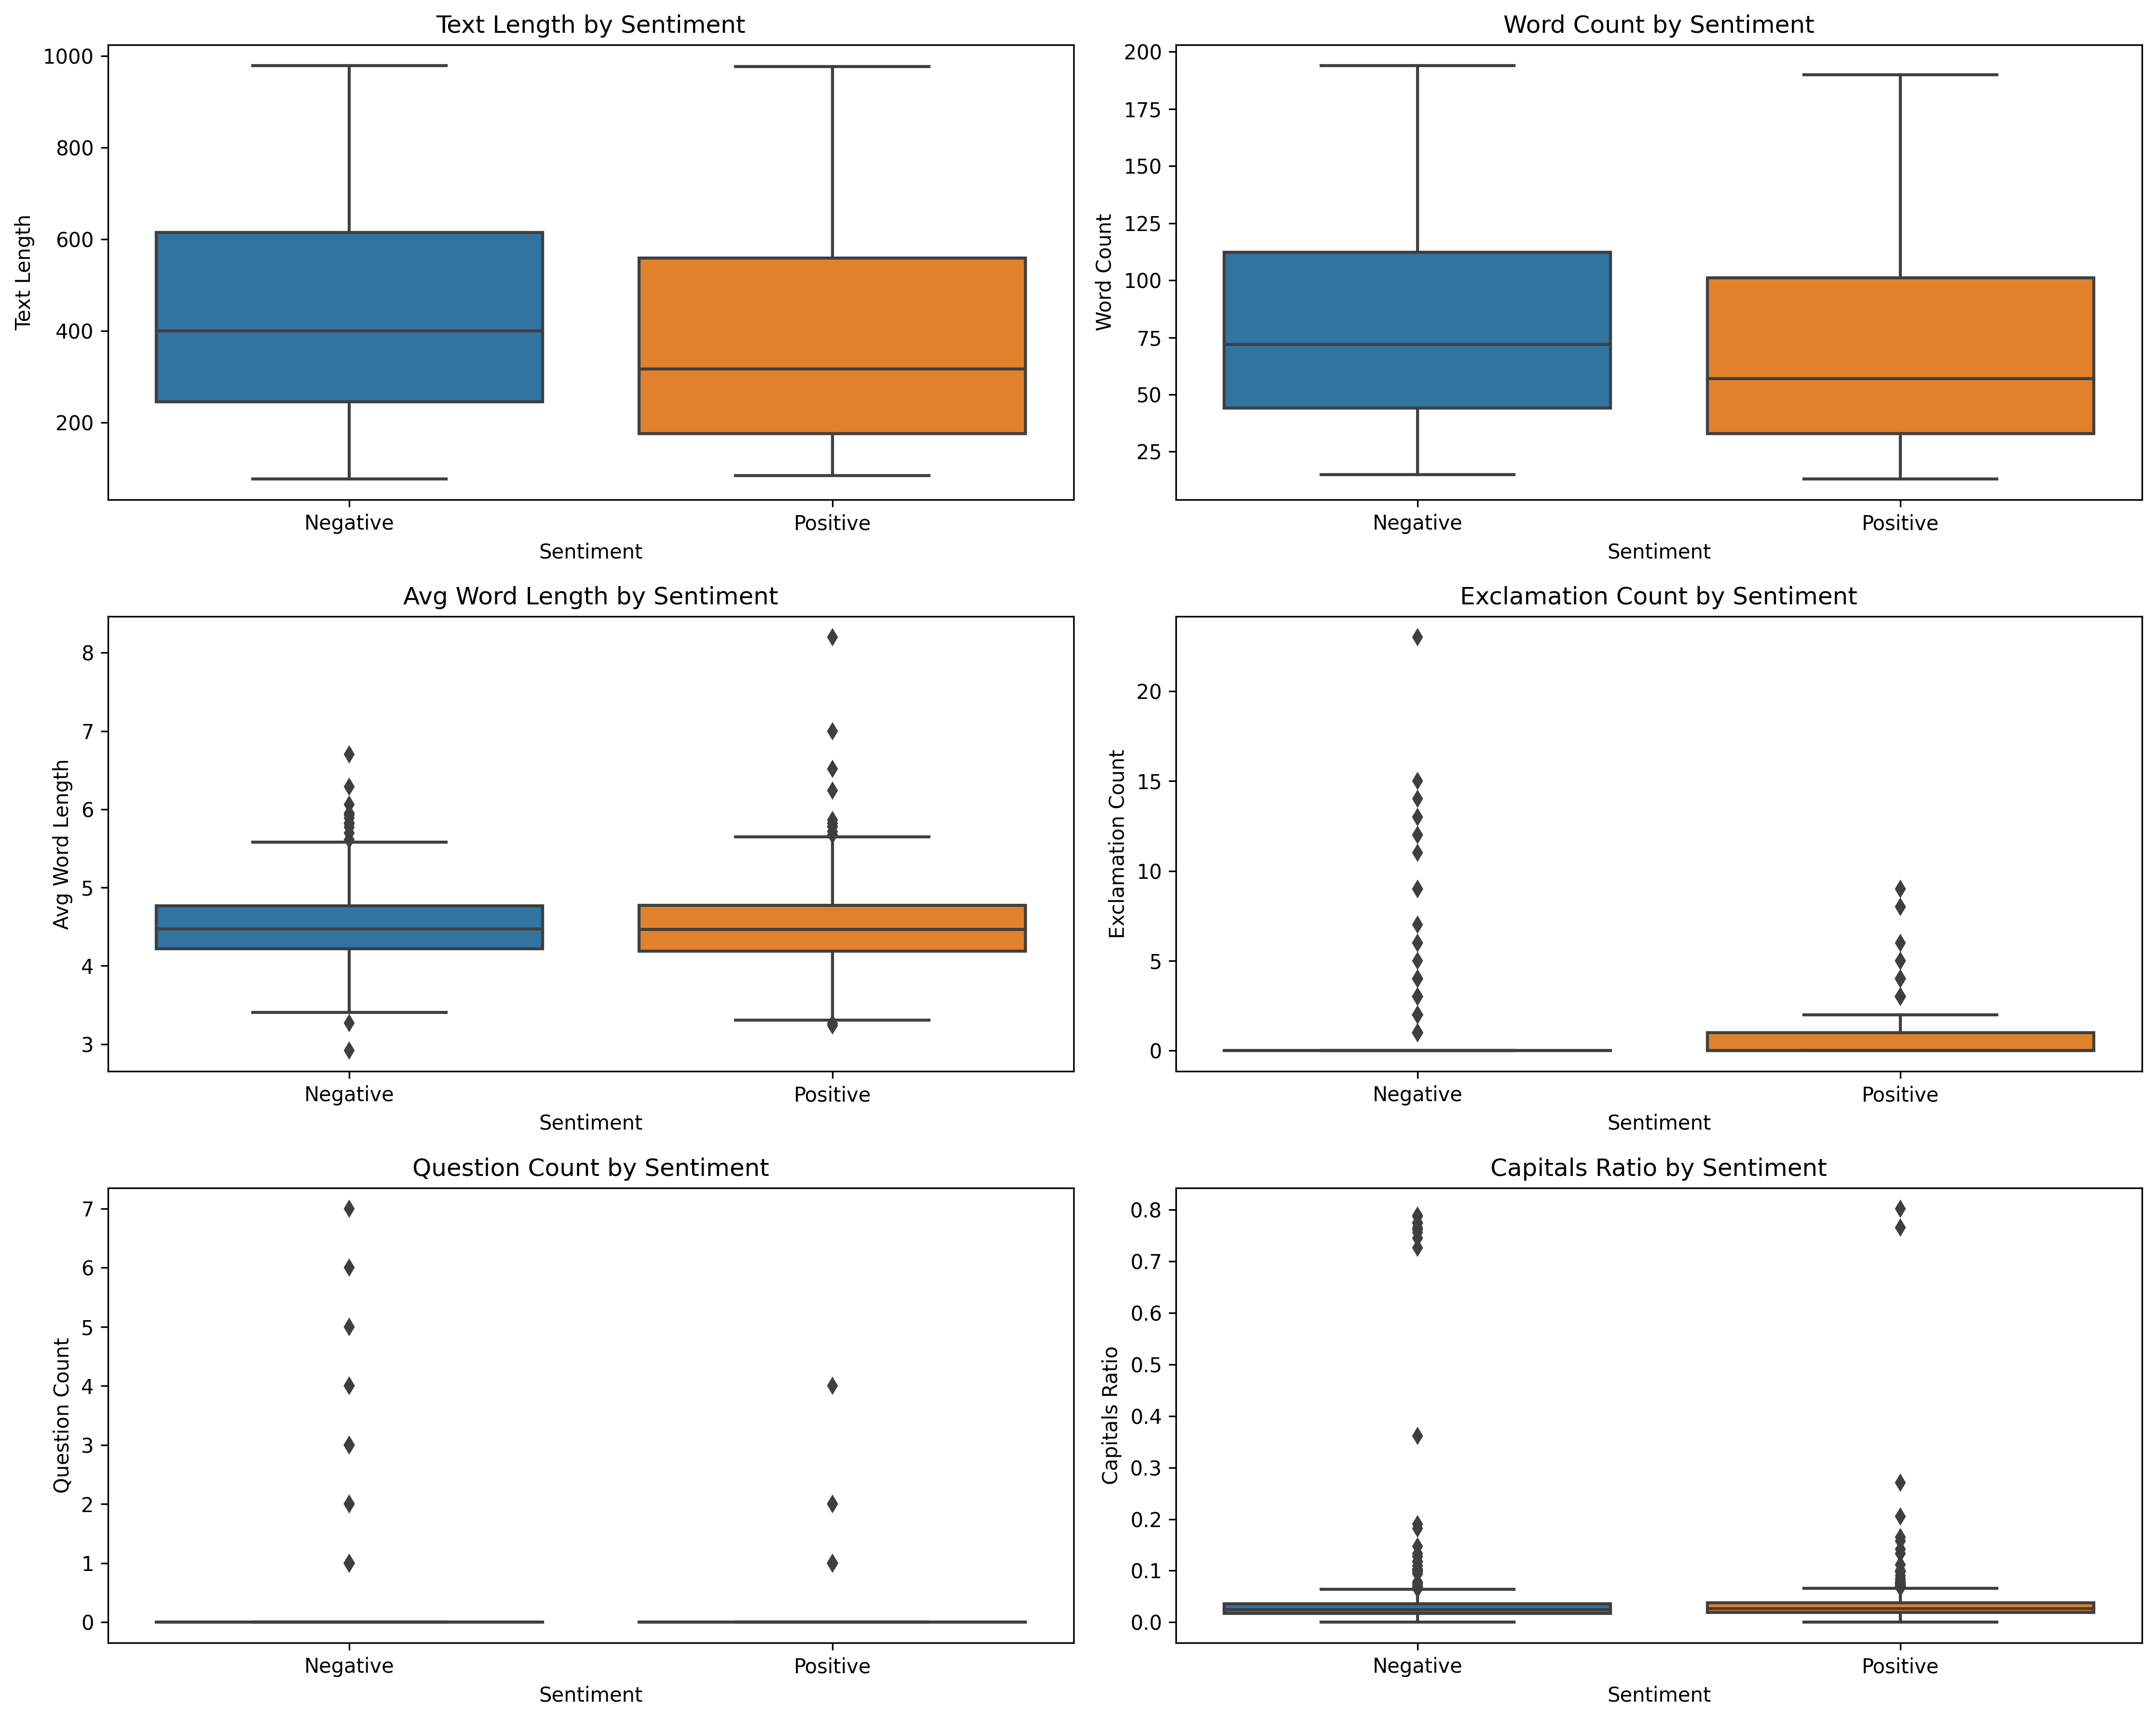 Text Length by Sentiment
1000
800
600
400
200
Text Length
Negative
Positive
Sentiment
Word Count by Sentiment
200
175
150
125
100
75
50
25
Word Count
Negative
Positive
Sentiment
Avg Word Length by Sentiment
8
7
6
5
4
3
Avg Word Length
Negative
Positive
Sentiment
Exclamation Count by Sentiment
20
15
10
5
0
Exclamation Count
Negative
Positive
Sentiment
Question Count by Sentiment
7
6
5
4
3
2
1
0
Question Count
Negative
Positive
Sentiment
Capitals Ratio by Sentiment
0.8
0.7
0.6
0.5
0.4
0.3
0.2
0.1
0.0
Capitals Ratio
Negative
Positive
Sentiment